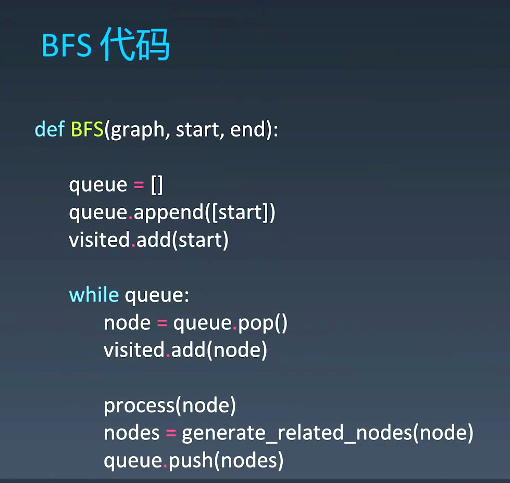 BFS 代码
def BFS(graph, start, end):
queue = []
queue.append([start])
visited.add(start)
while queue:
node = queue.pop()
visited.add(node)
process(node)
nodes = generate_related_nodes(node)
queue.push(nodes)